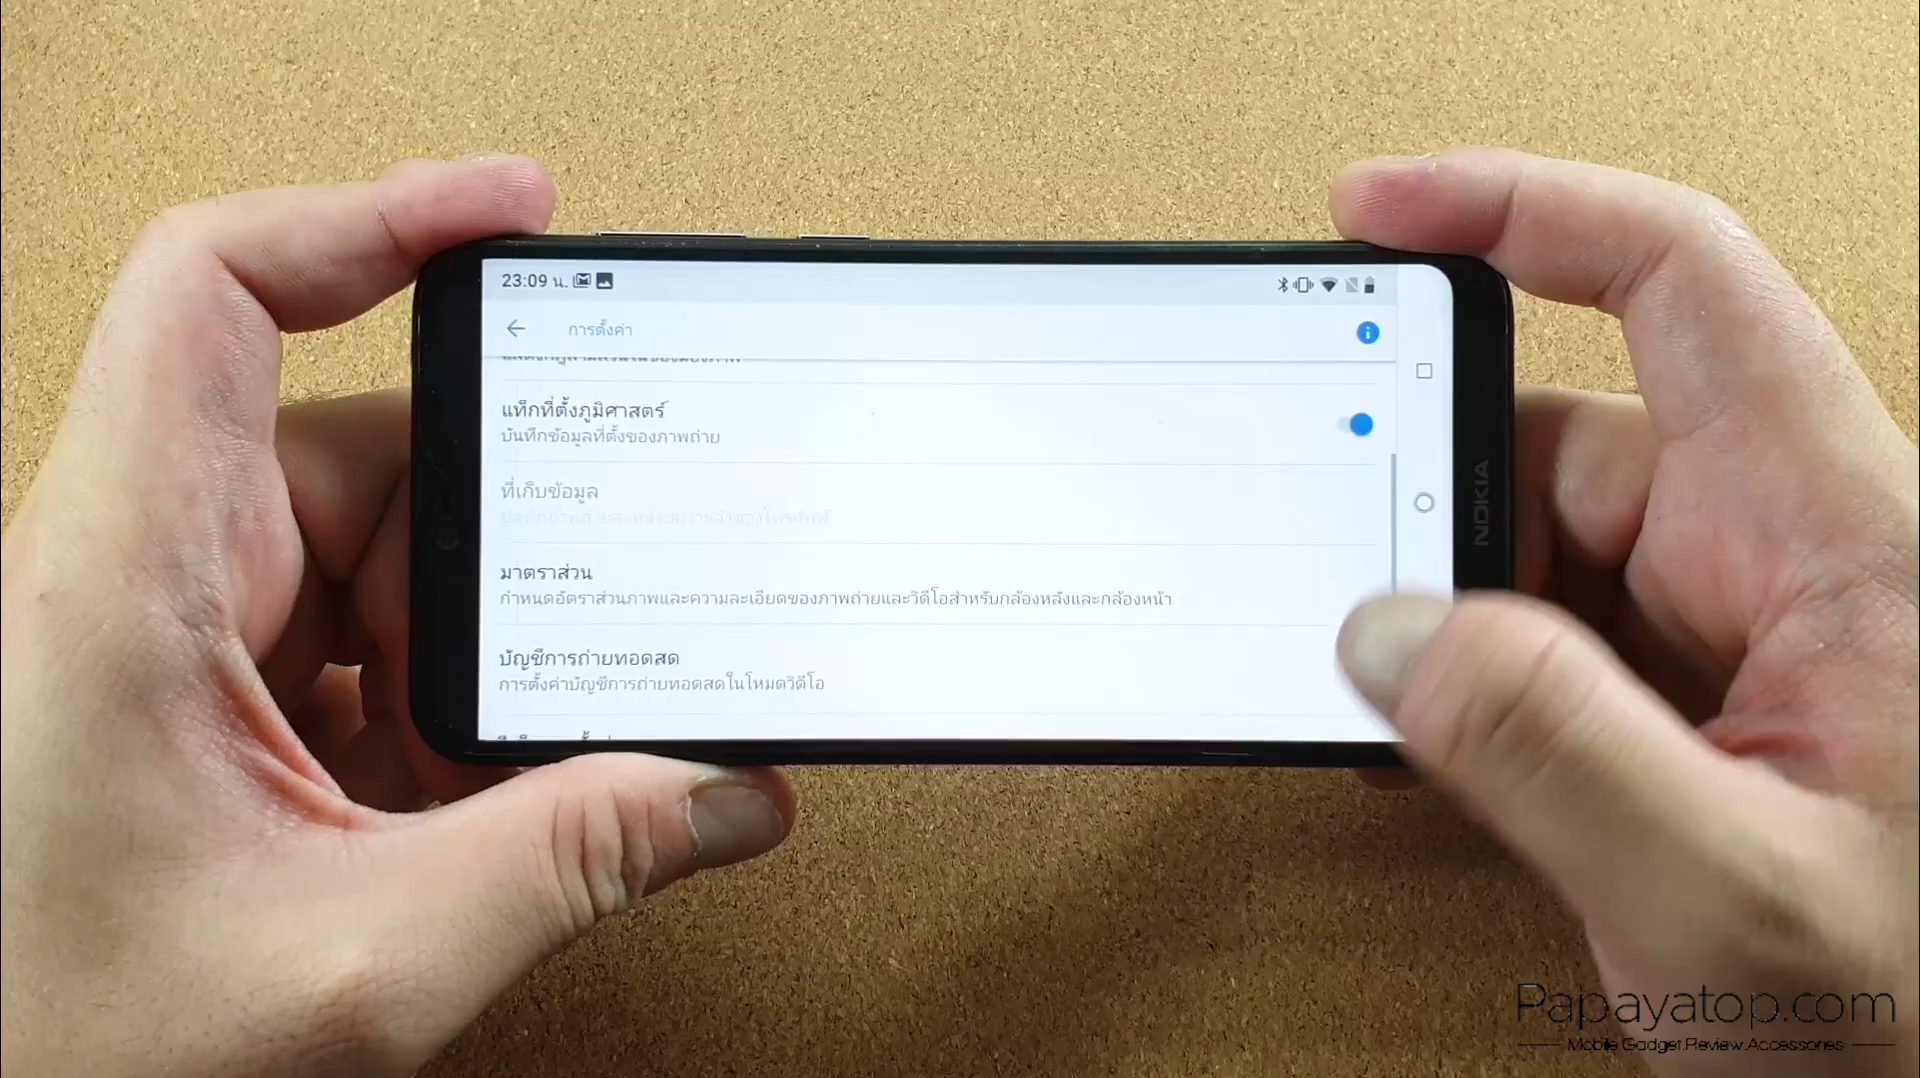 23:09 น.
การตั้งค่า
แท็กที่ตั้งภูมิศาสตร์
บันทึกข้อมูลที่ตั้งของภาพถ่าย
ที่เก็บข้อมูล
มาตราส่วน
กำหนดอัตราส่วนภาพและความละเอียดของภาพถ่ายและวิดีโอสำหรับกล้องหลังและกล้องหน้า
บัญชีการถ่ายทอดสด
การตั้งค่าบัญชีการถ่ายทอดสดในโหมดวิดีโอ
NOKIA
Papayatop.com
Mobile Gadget Review Accessories